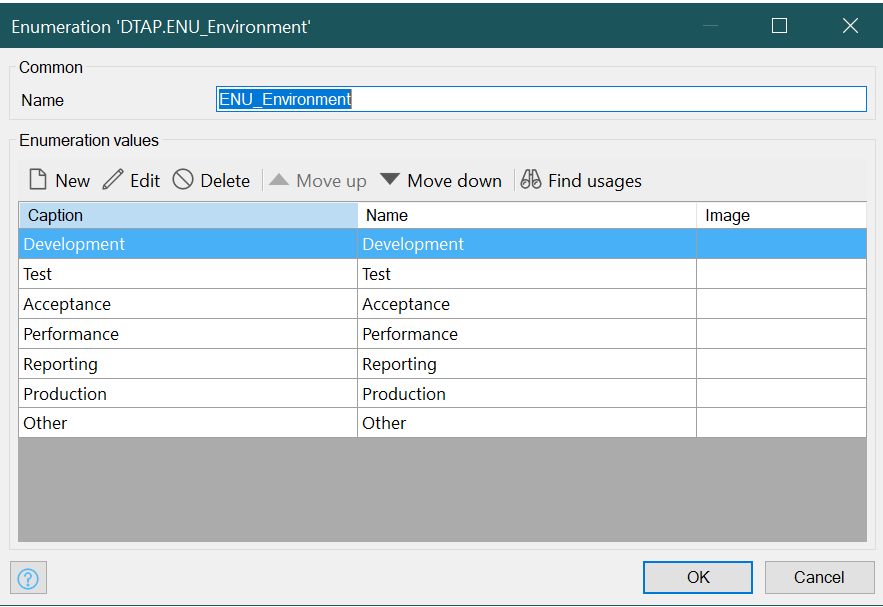 Enumeration 'DTAP.ENU_Environment'
Common
Name ENU_Environment
Enumeration values
New Edit Delete Move up Move down Find usages
Caption Name Image
Development Development
Test Test
Acceptance Acceptance
Performance Performance
Reporting Reporting
Production Production
Other Other
? OK Cancel